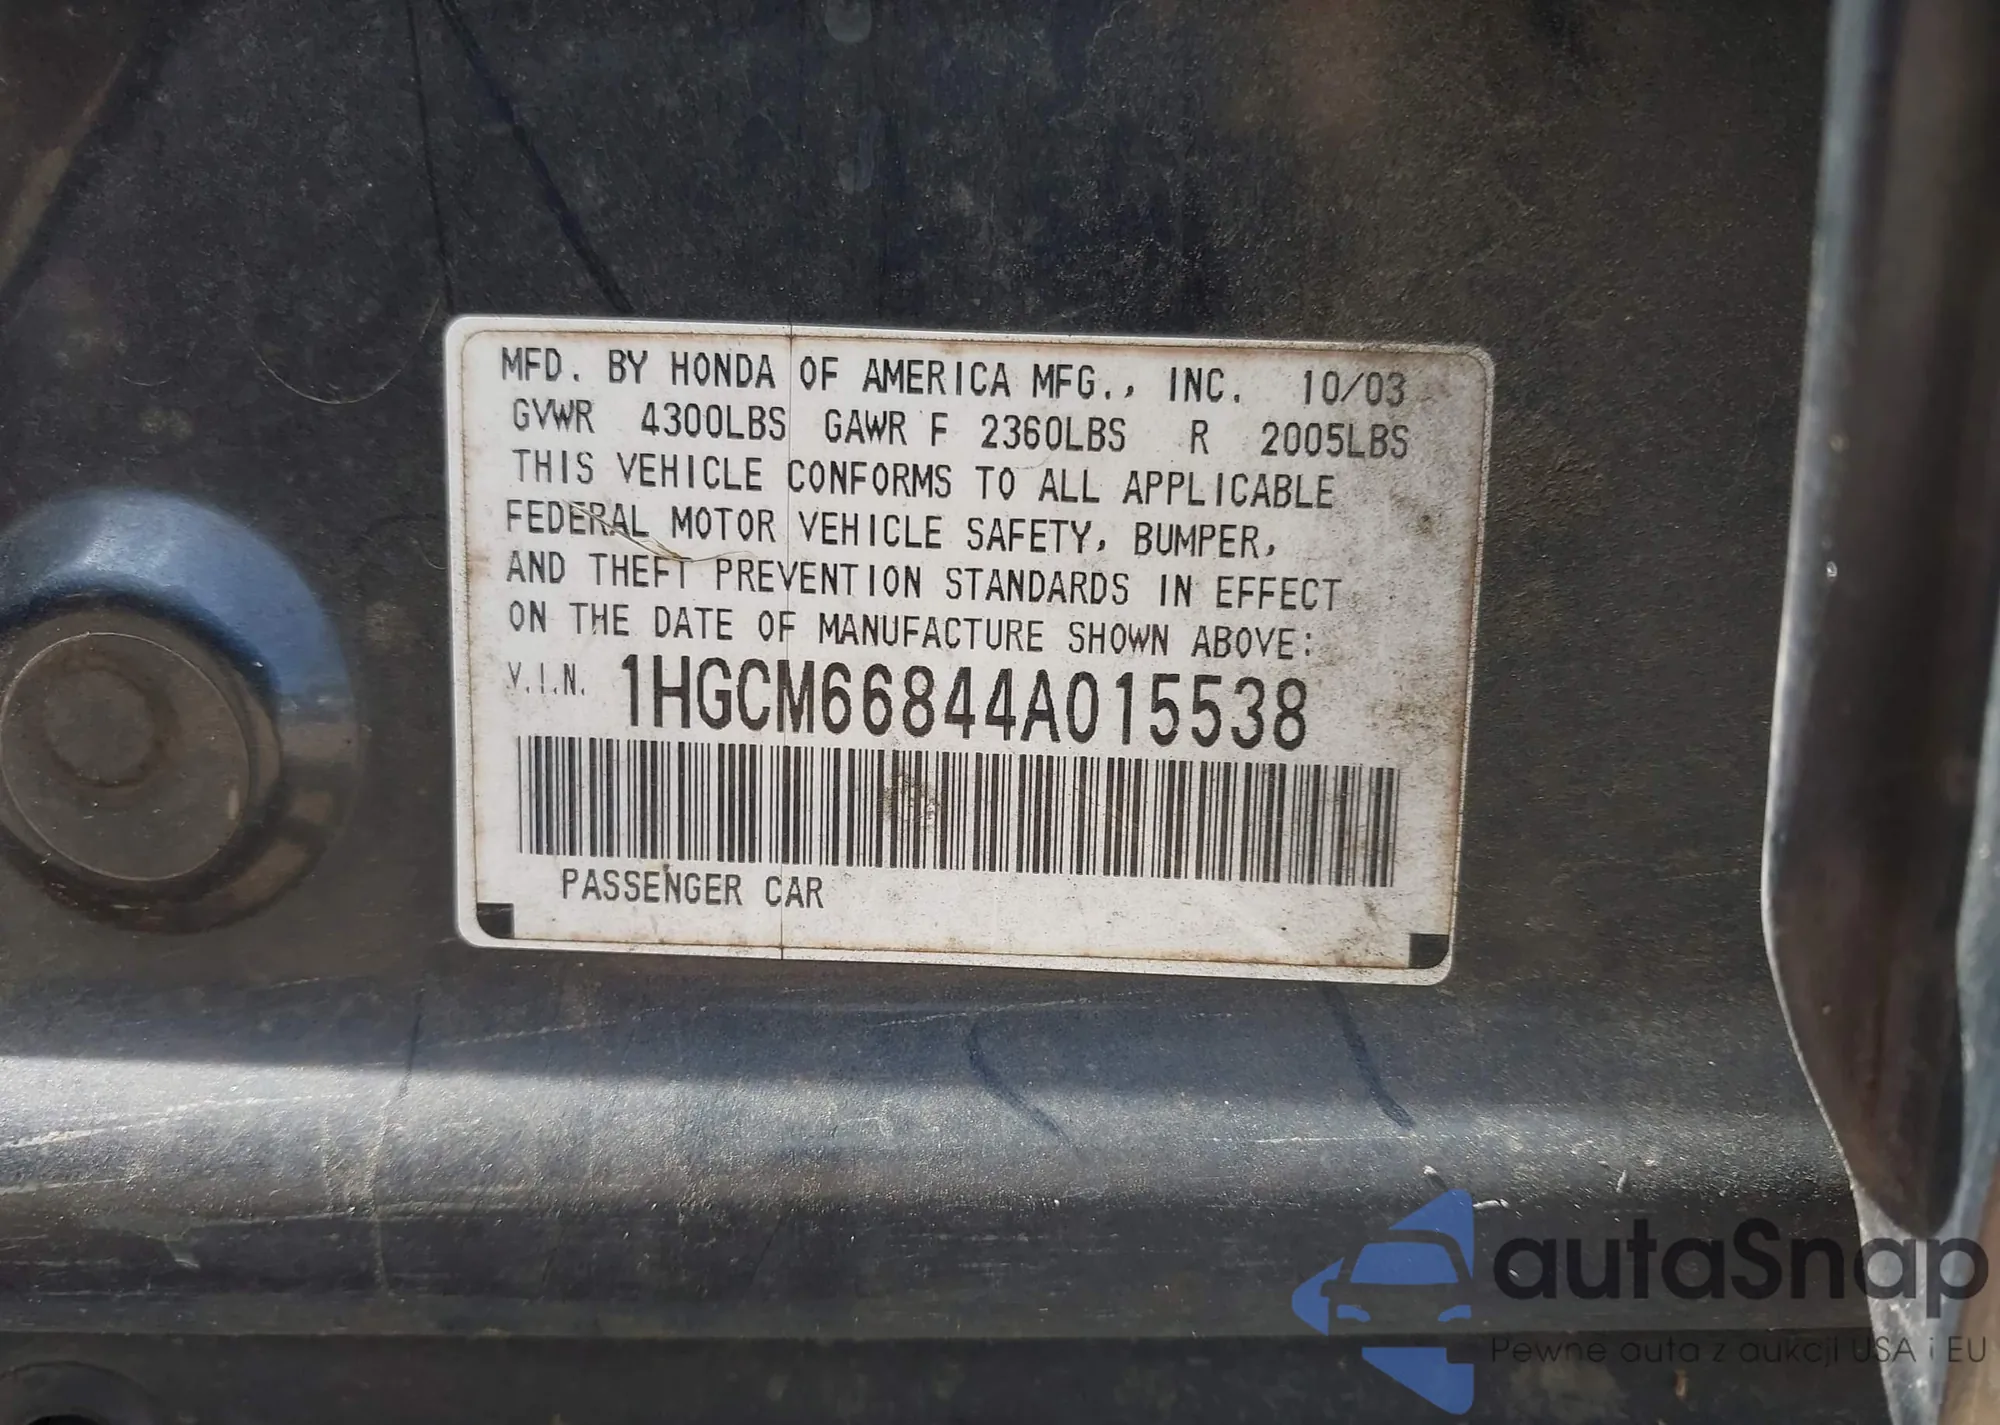 MFD. BY HONDA OF AMERICA MFG., INC. 10/03
GVWR 4300LBS GAWR F 2360LBS R 2005LBS
THIS VEHICLE CONFORMS TO ALL APPLICABLE
FEDERAL MOTOR VEHICLE SAFETY, BUMPER,
AND THEFT PREVENTION STANDARDS IN EFFECT
ON THE DATE OF MANUFACTURE SHOWN ABOVE:
V.I.N. 1HGCM66844A015538
PASSENGER CAR
autaSnap
Pewne auta z aukcji USA i EU